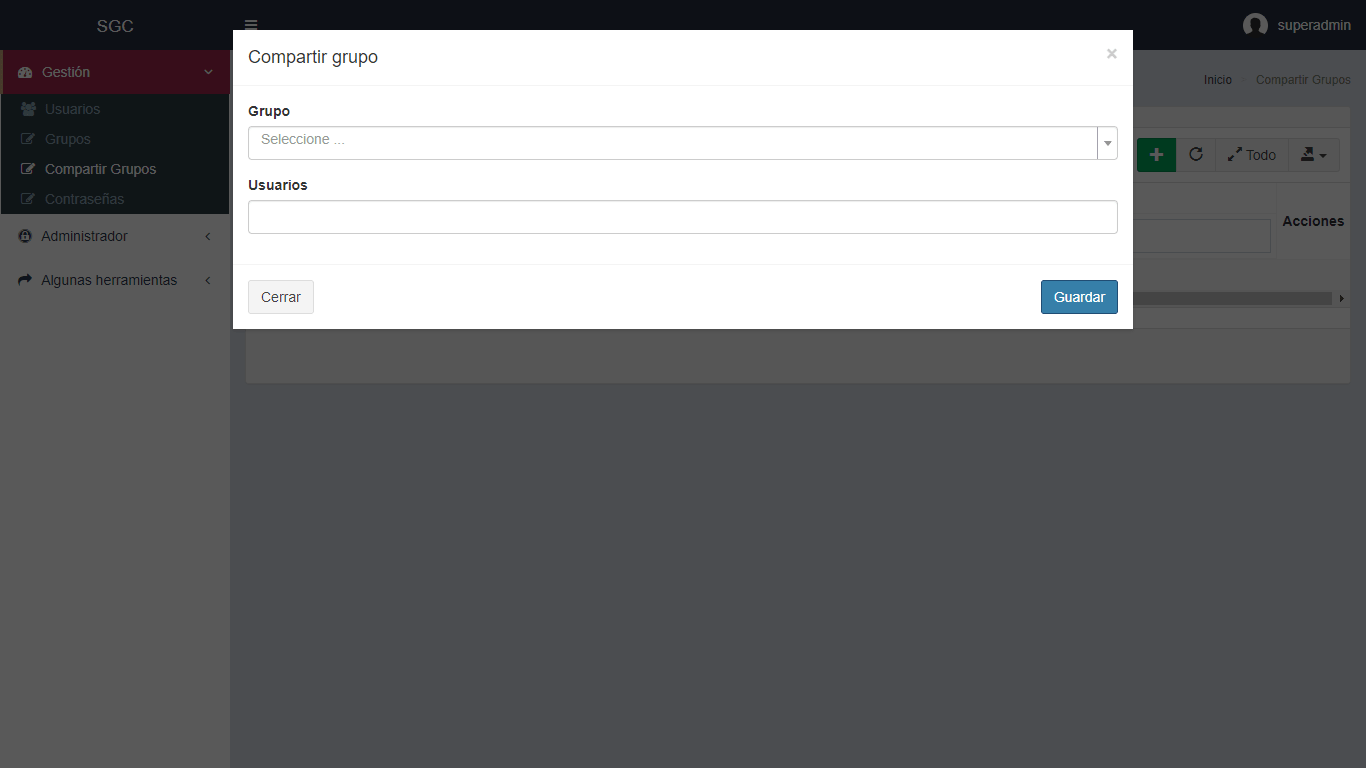 SGC
superadmin
Compartir grupo
×
Gestión
Inicio
Compartir Grupos
Usuarios
Grupo
Grupos
Seleccione ...
Todo
Compartir Grupos
Usuarios
Contraseñas
Acciones
Administrador
Algunas herramientas
Cerrar
Guardar